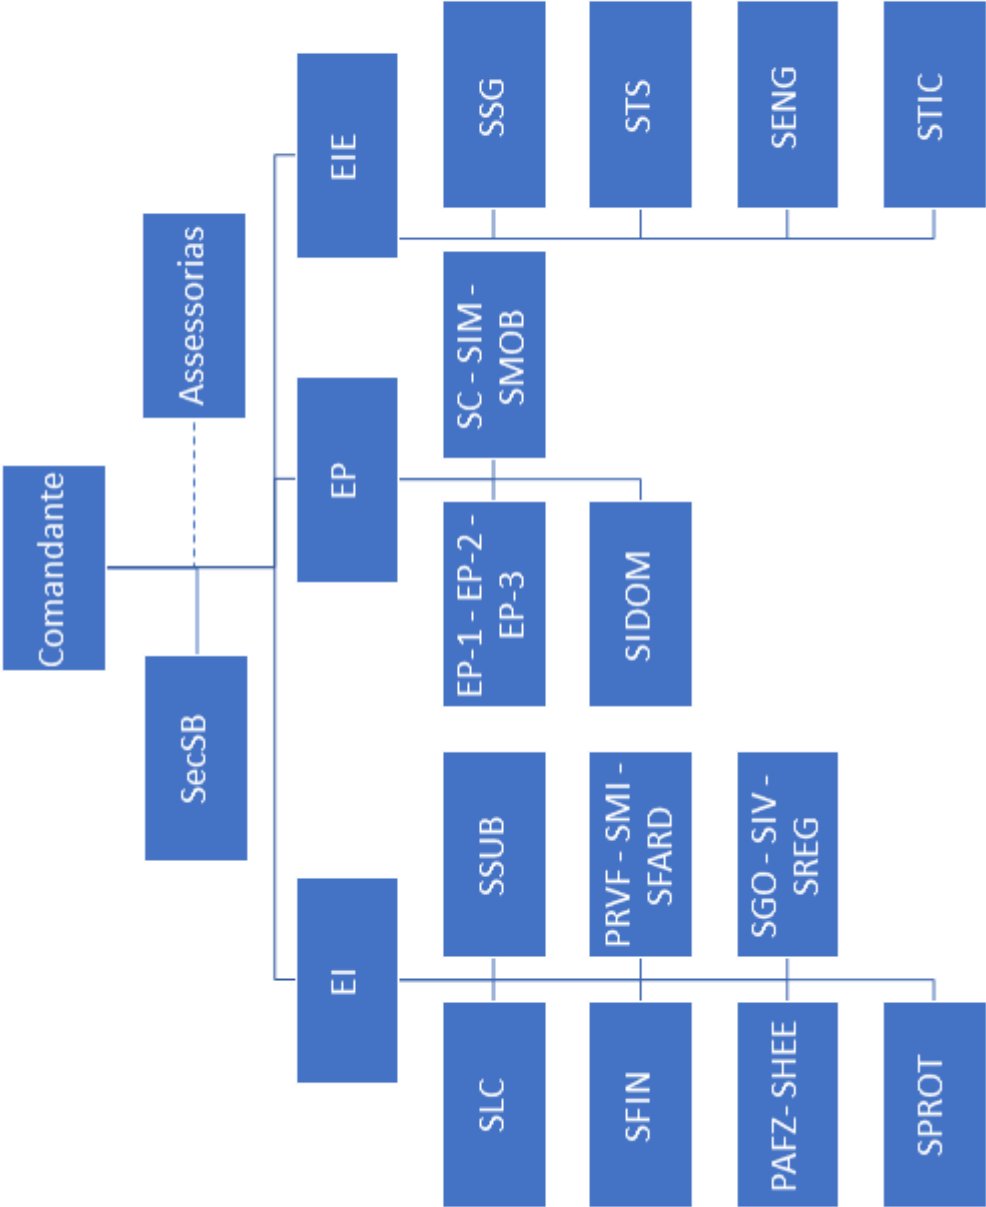 Comandante
SecSB
Assessorias
EI
EP
EIE
SLC
SSUB
EP-1 - EP-2 -
EP-3
SC - SIM -
SMOB
SSG
SFIN
PRVF - SMI -
SFARD
SIDOM
STS
PAFZ- SHEE
SGO - SIV -
SREG
SENG
SPROT
STIC